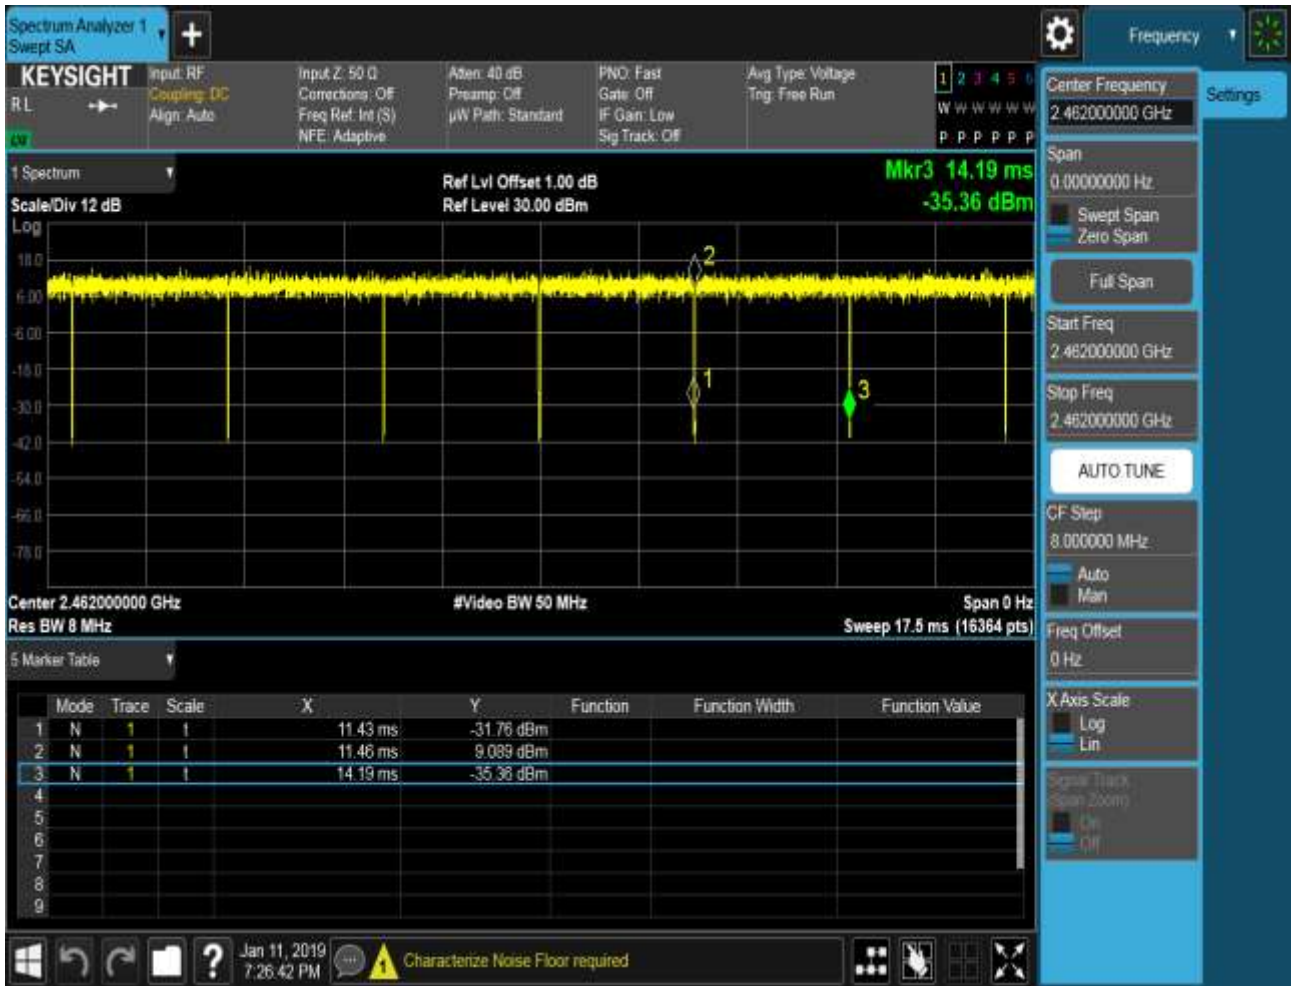 Spectrum Analyzer 1
Swept SA
+
Frequency
KEYSIGHT
RL
Input: RF
Coupling: DC
Align: Auto
Input Z: 50 Ω
Corrections: Off
Freq Ref: Int (S)
NFE: Adaptive
Atten: 40 dB
Preamp: Off
µW Path: Standard
PNO: Fast
Gate: Off
IF Gain: Low
Sig Track: Off
Avg Type: Voltage
Trig: Free Run
1 2 3 4 5 6
W W W W W W
P P P P P P
1 Spectrum
Scale/Div 12 dB
Log
Ref Lvl Offset 1.00 dB
Ref Level 30.00 dBm
Mkr3 14.19 ms
-35.36 dBm
18.0
6.00
-6.00
-18.0
-30.0
-42.0
-54.0
-66.0
-78.0
2
1
3
Center 2.462000000 GHz
Res BW 8 MHz
#Video BW 50 MHz
Span 0 Hz
Sweep 17.5 ms (16364 pts)
5 Marker Table
Mode Trace Scale X Y Function Function Width Function Value
1 N 1 t 11.43 ms -31.76 dBm
2 N 1 t 11.46 ms 9.089 dBm
3 N 1 t 14.19 ms -35.36 dBm
4
5
6
7
8
9
Center Frequency
2.462000000 GHz
Settings
Span
0.00000000 Hz
Swept Span
Zero Span
Full Span
Start Freq
2.462000000 GHz
Stop Freq
2.462000000 GHz
AUTO TUNE
CF Step
8.000000 MHz
Auto
Man
Freq Offset
0 Hz
X Axis Scale
Log
Lin
Signal Track
(Span Zoom)
On
Off
?
Jan 11, 2019
7:26:42 PM
1
Characterize Noise Floor required